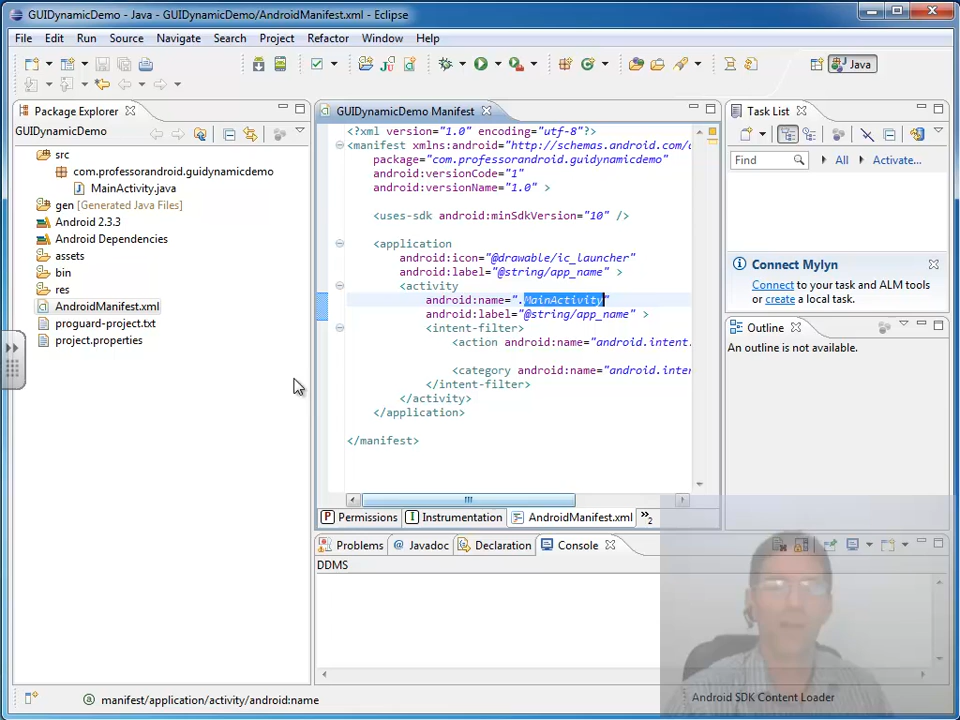 GUIDynamicDemo - Java - GUIDynamicDemo/AndroidManifest.xml - Eclipse
File Edit Run Source Navigate Search Project Refactor Window Help
Java
Package Explorer
GUIDynamicDemo
src
com.professorandroid.guidynamicdemo
MainActivity.java
gen [Generated Java Files]
Android 2.3.3
Android Dependencies
assets
bin
res
AndroidManifest.xml
proguard-project.txt
project.properties
GUIDynamicDemo Manifest
<?xml version="1.0" encoding="utf-8"?>
<manifest xmlns:android="http://schemas.android.com/
package="com.professorandroid.guidynamicdemo"
android:versionCode="1"
android:versionName="1.0" >
<uses-sdk android:minSdkVersion="10" />
<application
android:icon="@drawable/ic_launcher"
android:label="@string/app_name" >
<activity
android:name=".MainActivity"
android:label="@string/app_name" >
<intent-filter>
<action android:name="android.intent.
<category android:name="android.inter
</intent-filter>
</activity>
</application>
</manifest>
Permissions Instrumentation AndroidManifest.xml »2
Task List
Find All Activate...
Connect Mylyn
Connect to your task and ALM tools
or create a local task.
Outline
An outline is not available.
Problems @ Javadoc Declaration Console
DDMS
manifest/application/activity/android:name
Android SDK Content Loader